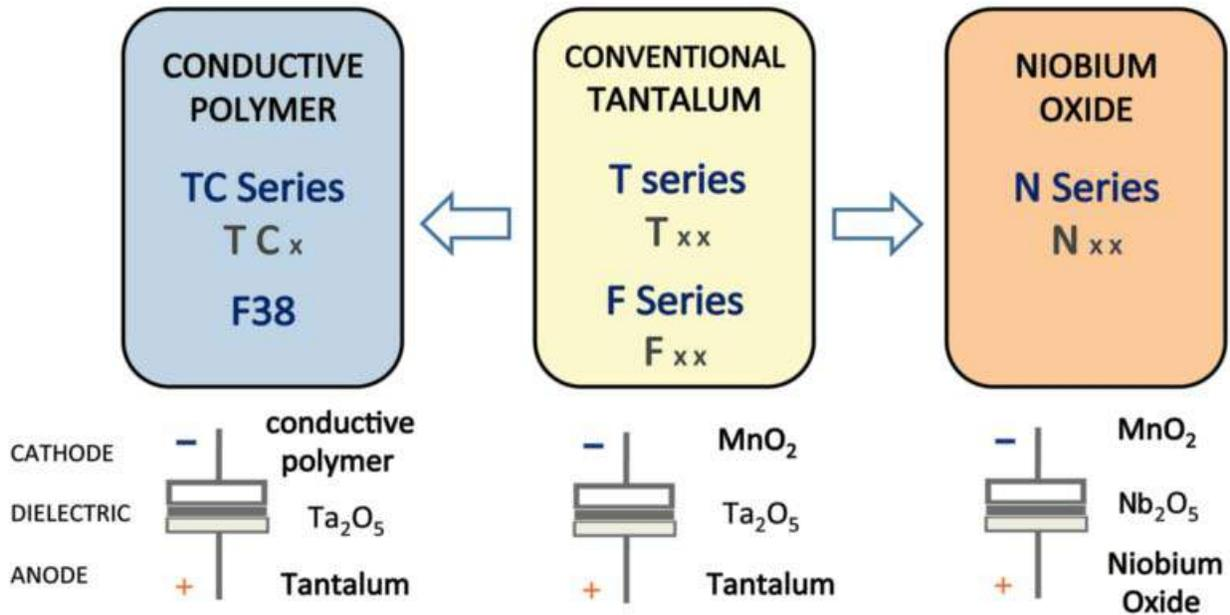 CONDUCTIVE
POLYMER
TC Series
T C x
F38
CONVENTIONAL
TANTALUM
T series
T x x
F Series
F x x
NIOBIUM
OXIDE
N Series
N x x
CATHODE
DIELECTRIC
ANODE
–
conductive
polymer
Ta₂O₅
+
Tantalum
–
MnO₂
Ta₂O₅
+
Tantalum
–
MnO₂
Nb₂O₅
+
Niobium
Oxide